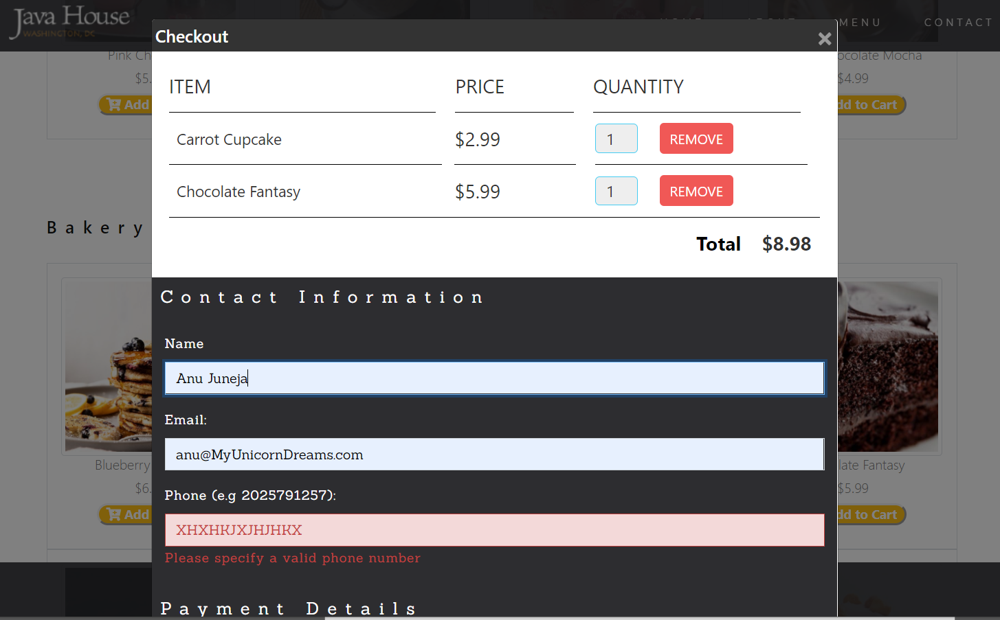 Java House
WASHINGTON, DC
MENU
CONTACT
Checkout
Pink Ch
ocolate Mocha
$5.
$4.99
Add
dd to Cart
ITEM PRICE QUANTITY
Carrot Cupcake $2.99 1 REMOVE
Chocolate Fantasy $5.99 1 REMOVE
Total $8.98
Bakery
Contact Information
Name
Anu Juneja
Email:
anu@MyUnicornDreams.com
Phone (e.g 2025791257):
XHXHKJXJHJHKX
Please specify a valid phone number
Blueberry
late Fantasy
$6.
$5.99
Add
dd to Cart
Payment Details